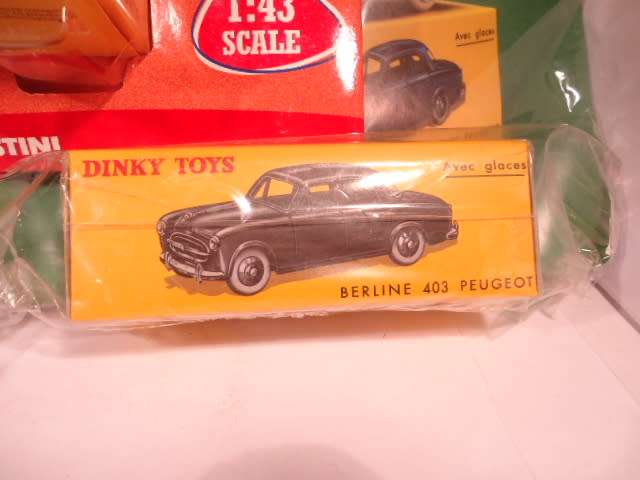 1:43
SCALE
Avec glaces
STINI
DINKY TOYS
Avec glaces
BERLINE 403 PEUGEOT